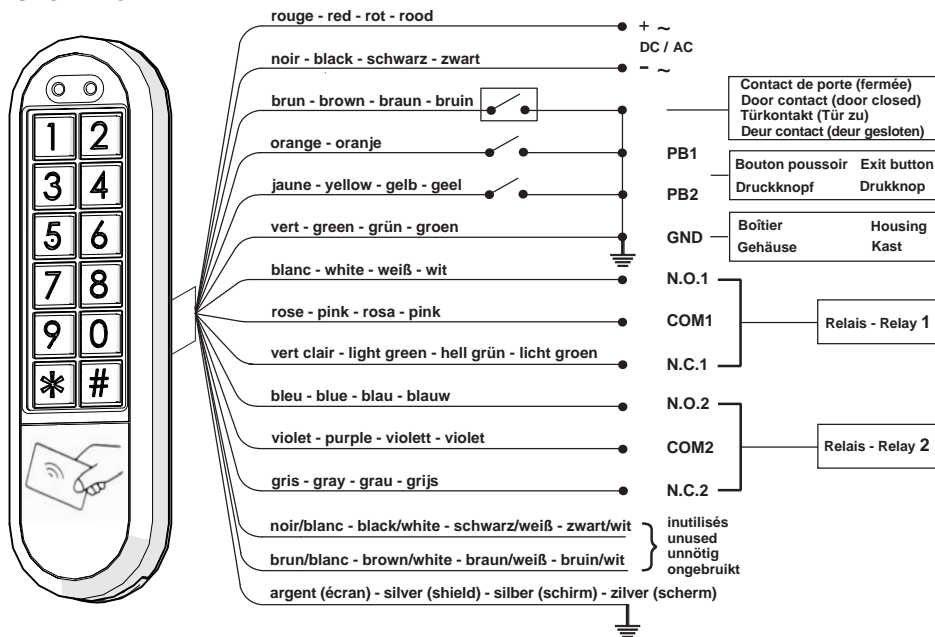 rouge - red - rot - rood
+ ~
DC / AC
noir - black - schwarz - zwart
- ~
brun - brown - braun - bruin
Contact de porte (fermée)
Door contact (door closed)
Türkontakt (Tür zu)
Deur contact (deur gesloten)
orange - oranje
PB1
jaune - yellow - gelb - geel
PB2
Bouton poussoir Exit button
Druckknopf Drukknop
vert - green - grün - groen
GND
Boîtier Housing
Gehäuse Kast
blanc - white - weiß - wit
N.O.1
rose - pink - rosa - pink
COM1
Relais - Relay 1
vert clair - light green - hell grün - licht groen
N.C.1
bleu - blue - blau - blauw
N.O.2
violet - purple - violett - violet
COM2
Relais - Relay 2
gris - gray - grau - grijs
N.C.2
noir/blanc - black/white - schwarz/weiß - zwart/wit
brun/blanc - brown/white - braun/weiß - bruin/wit
inutilisés
unused
unnötig
ongebruikt
argent (écran) - silver (shield) - silber (schirm) - zilver (scherm)
1 2
3 4
5 6
7 8
9 0
* #